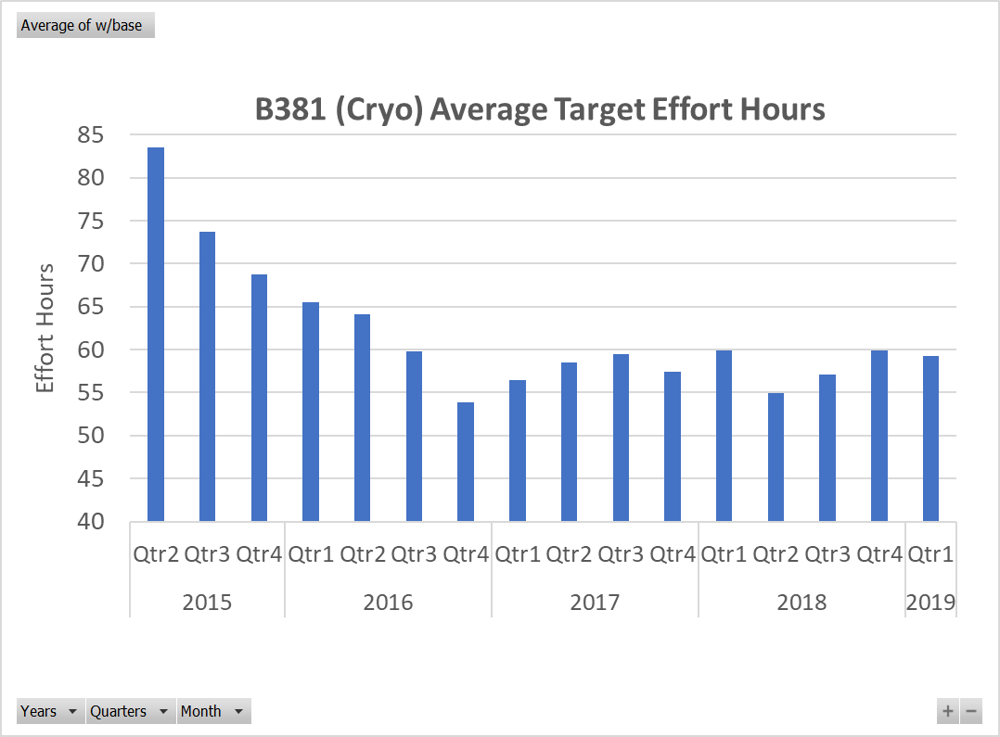 Average of w/base
B381 (Cryo) Average Target Effort Hours
85
80
75
70
65
60
55
50
45
40
Effort Hours
Qtr2 Qtr3 Qtr4 Qtr1 Qtr2 Qtr3 Qtr4 Qtr1 Qtr2 Qtr3 Qtr4 Qtr1 Qtr2 Qtr3 Qtr4 Qtr1
2015 2016 2017 2018 2019
Years Quarters Month + −